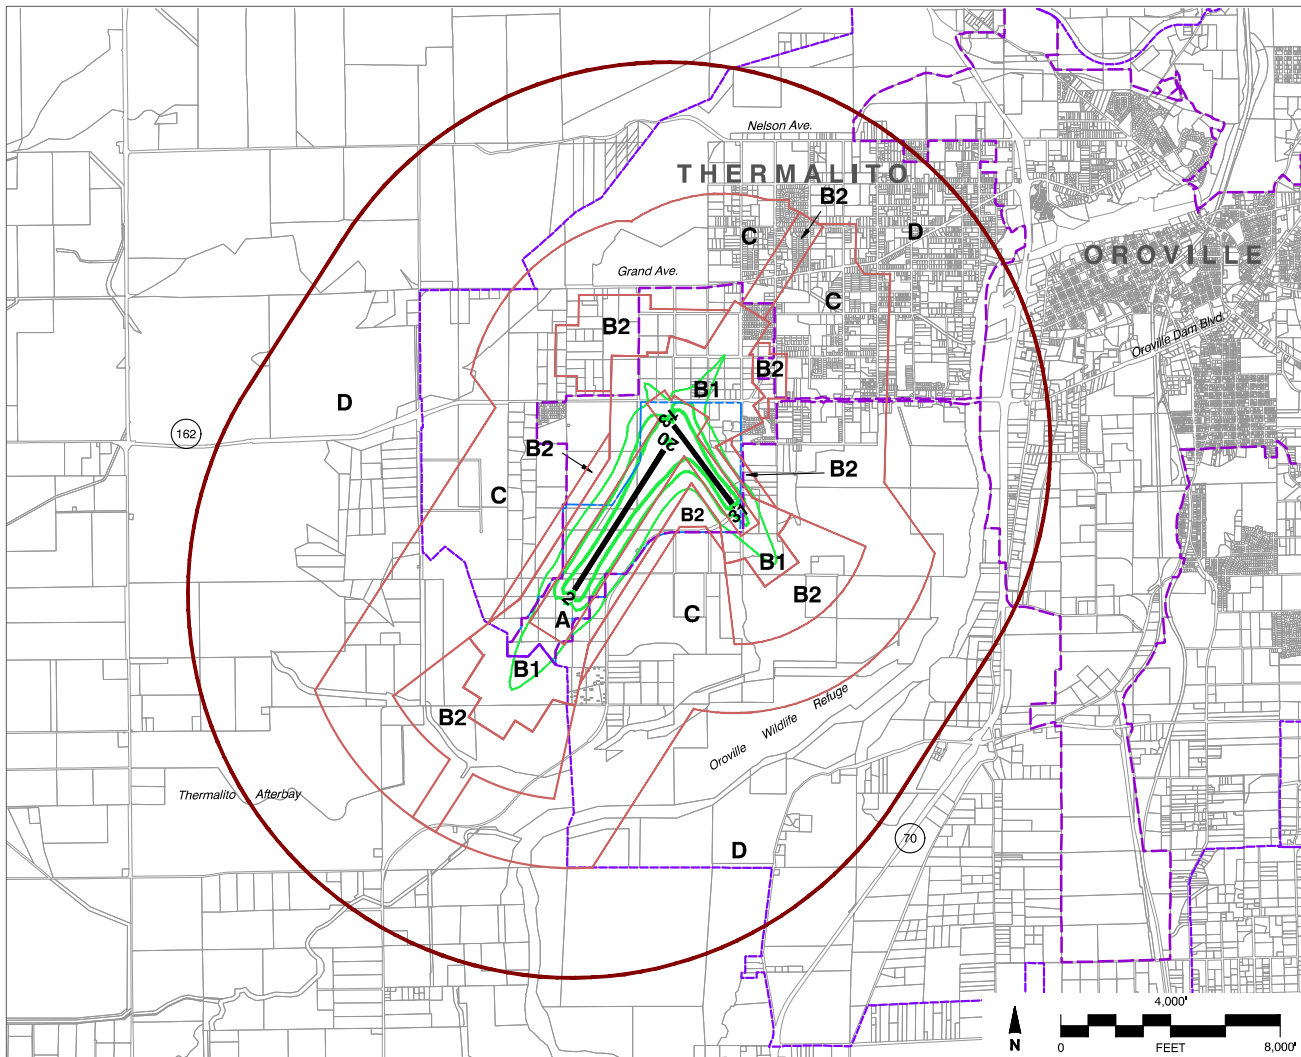 Nelson Ave.
THERMALITO
B2
C
D
OROVILLE
Grand Ave.
C
B2
Oroville Dam Blvd.
B2
B1
D
13
20
162
B2
B2
C
B2
31
B1
2
B2
A
C
B1
Oroville Wildlife Refuge
B2
Thermalito Afterbay
70
D
4,000'
N
0
FEET
8,000'